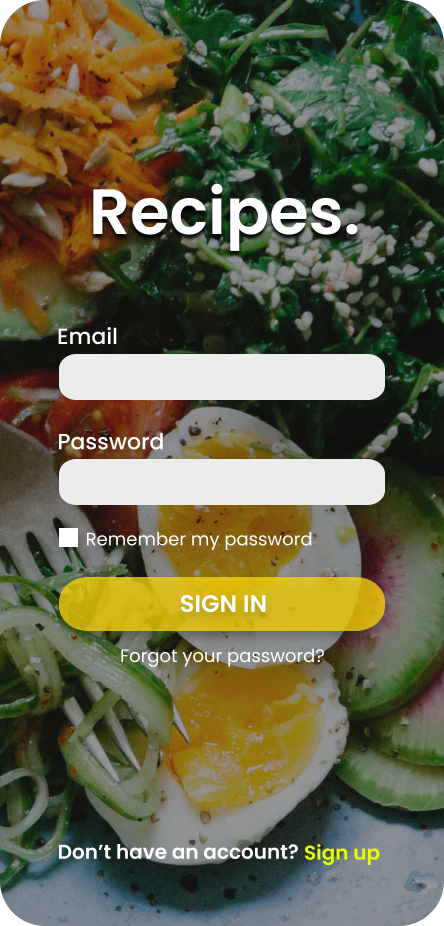 Recipes.
Email
Password
Remember my password
SIGN IN
Forgot your password?
Don’t have an account? Sign up